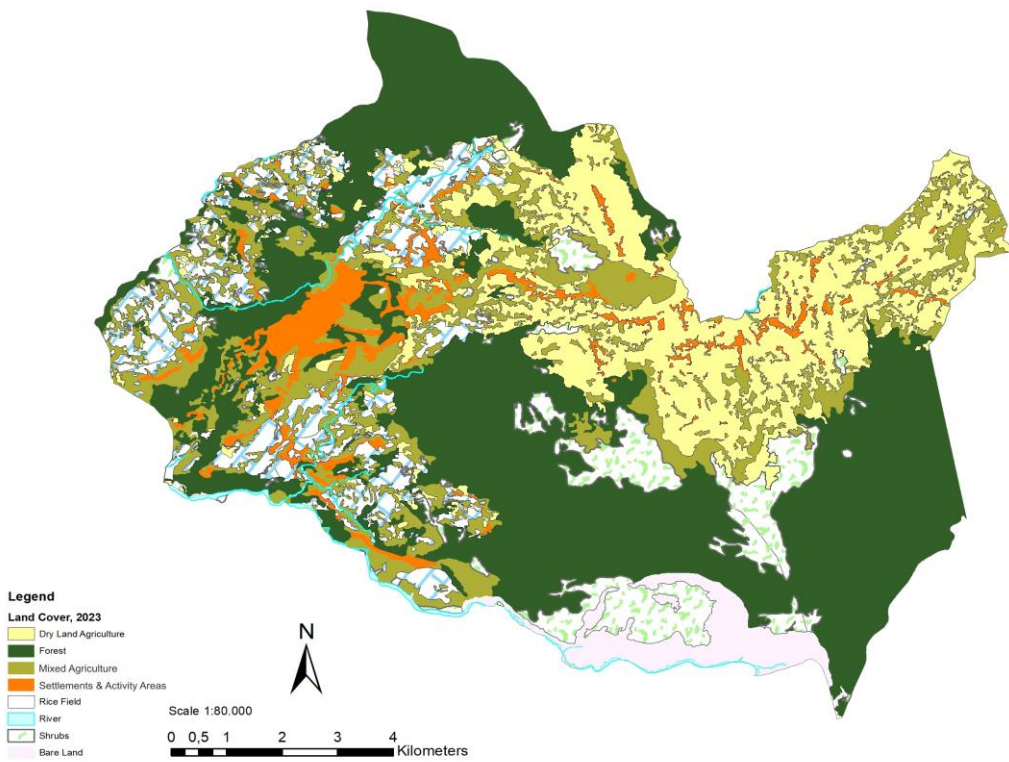 Legend
Land Cover, 2023
Dry Land Agriculture
Forest
Mixed Agriculture
Settlements & Activity Areas
Rice Field
River
Shrubs
Bare Land
N
Scale 1:80.000
0 0,5 1 2 3 4
Kilometers